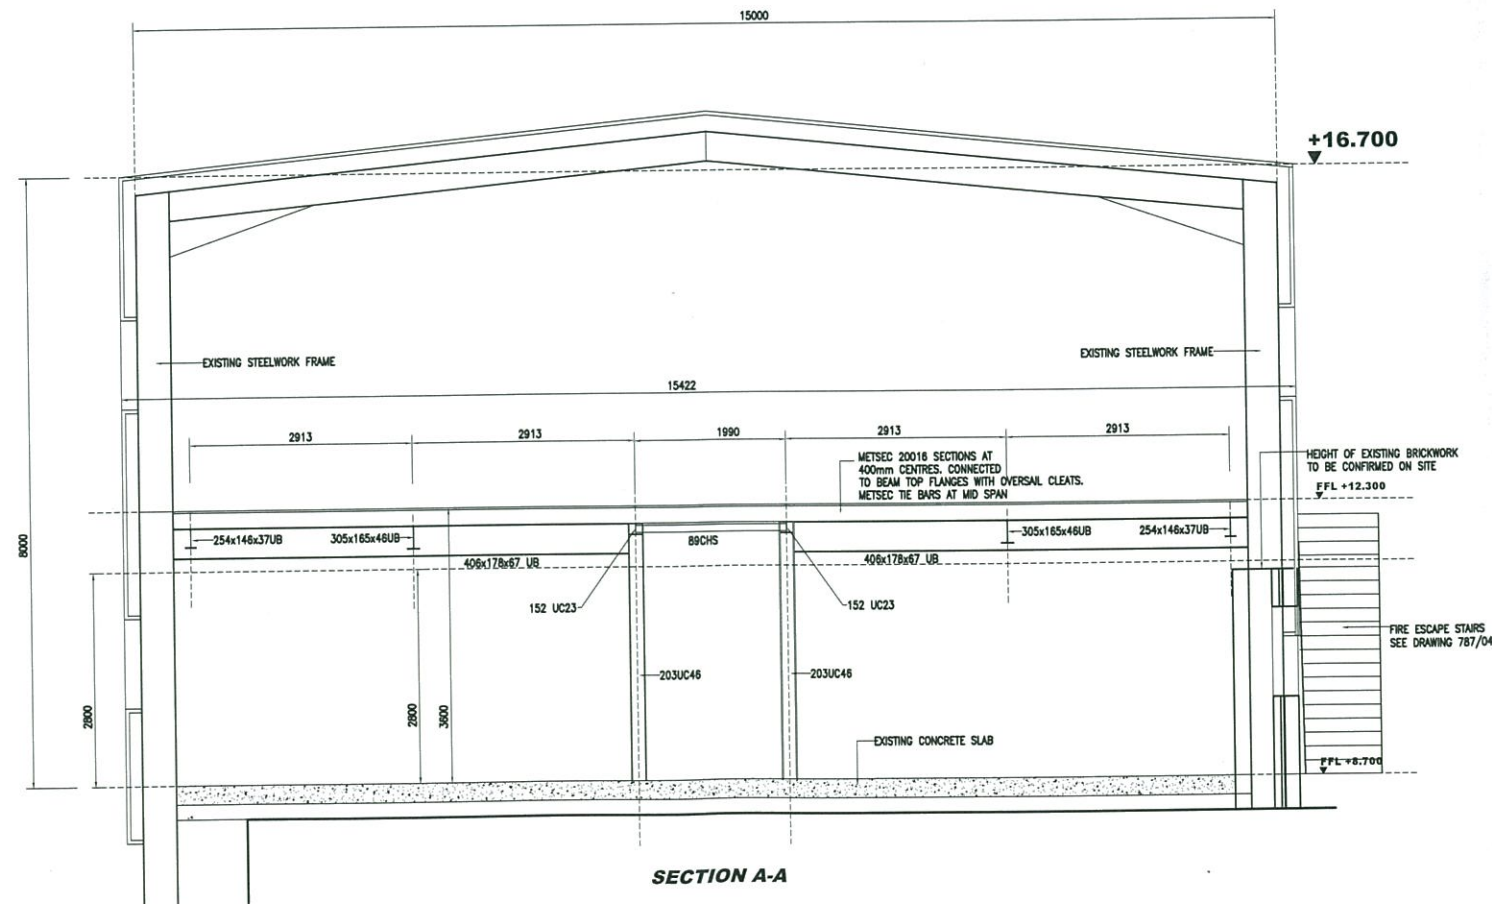 15000
+16.700
EXISTING STEELWORK FRAME
EXISTING STEELWORK FRAME
15422
2913
2913
1990
2913
2913
METSEC 20016 SECTIONS AT
400mm CENTRES. CONNECTED
TO BEAM TOP FLANGES WITH OVERSAIL CLEATS.
METSEC TIE BARS AT MID SPAN
HEIGHT OF EXISTING BRICKWORK
TO BE CONFIRMED ON SITE
FFL +12.300
8000
254x146x37UB
305x165x46UB
89CHS
305x165x46UB
254x146x37UB
406x178x67 UB
406x178x67 UB
152 UC23
152 UC23
FIRE ESCAPE STAIRS
SEE DRAWING 787/04
203UC46
203UC46
2800
2800
3600
EXISTING CONCRETE SLAB
FFL +8.700
SECTION A-A